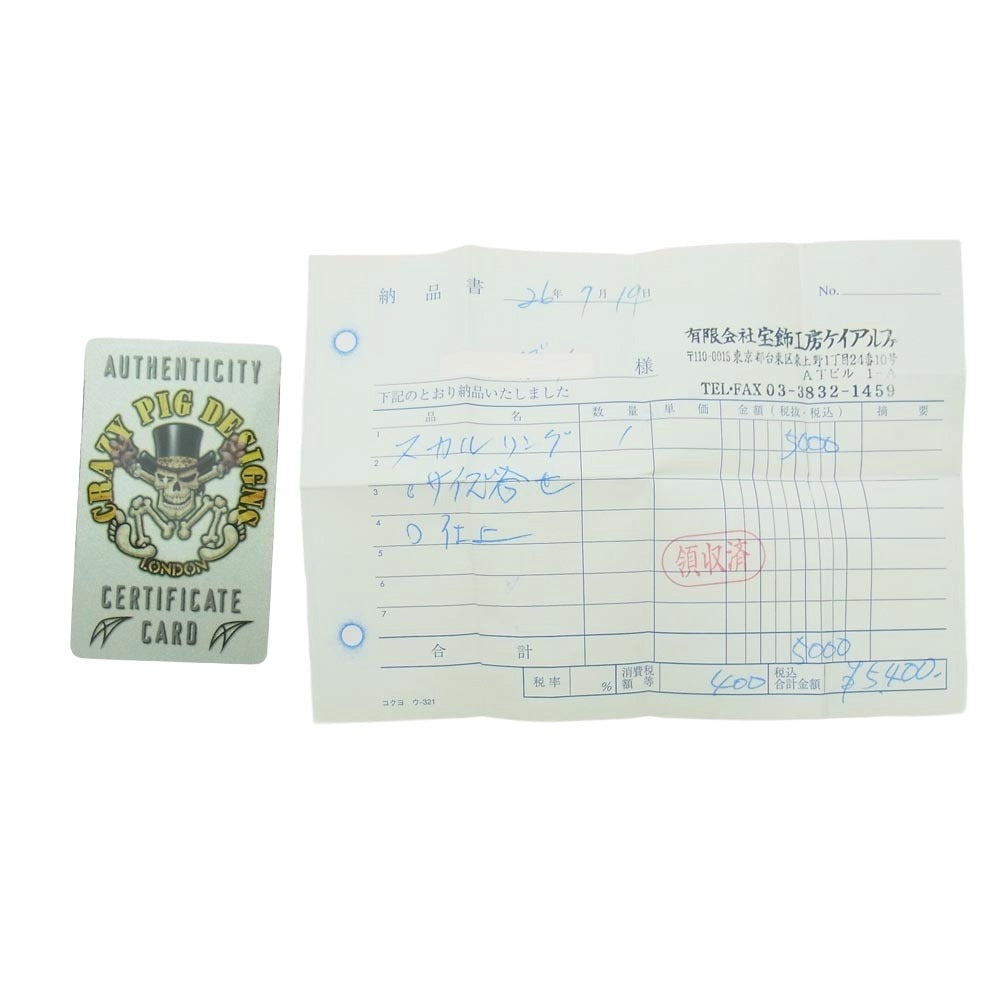 AUTHENTICITY
CRAZY PIG DESIGNS
LONDON
CERTIFICATE
CARD
納品書 26年 7月 19日 No.
様
有限会社宝飾工房ケイアルファ
〒110-0015 東京都台東区東上野1丁目24番10号
ATビル 1-A
TEL・FAX 03-3832-1459
下記のとおり納品いたしました
品名 数量 単価 金額(税抜・税込) 摘要
1 スカルリング 1 5000
2
3 サイズ
4 仕上
5
領収済
6
7
合計 5000
税率 % 消費税額等 400 税込合計金額 ¥5,400-
コクヨ ウ-321